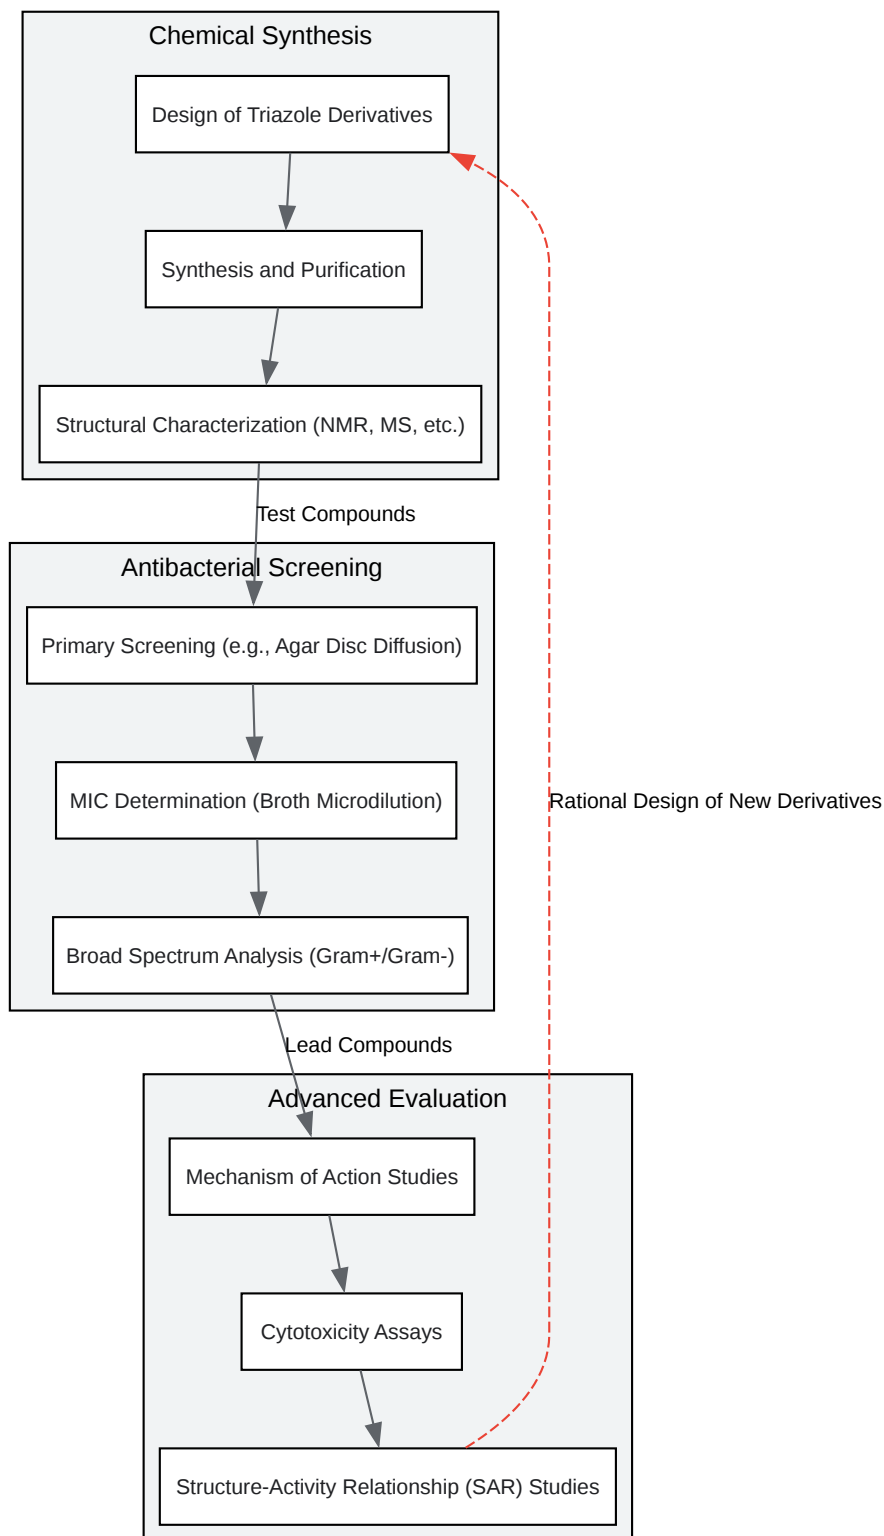 Chemical Synthesis
Design of Triazole Derivatives
Synthesis and Purification
Structural Characterization (NMR, MS, etc.)
Test Compounds
Antibacterial Screening
Primary Screening (e.g., Agar Disc Diffusion)
MIC Determination (Broth Microdilution)
Rational Design of New Derivatives
Broad Spectrum Analysis (Gram+/Gram-)
Lead Compounds
Advanced Evaluation
Mechanism of Action Studies
Cytotoxicity Assays
Structure-Activity Relationship (SAR) Studies